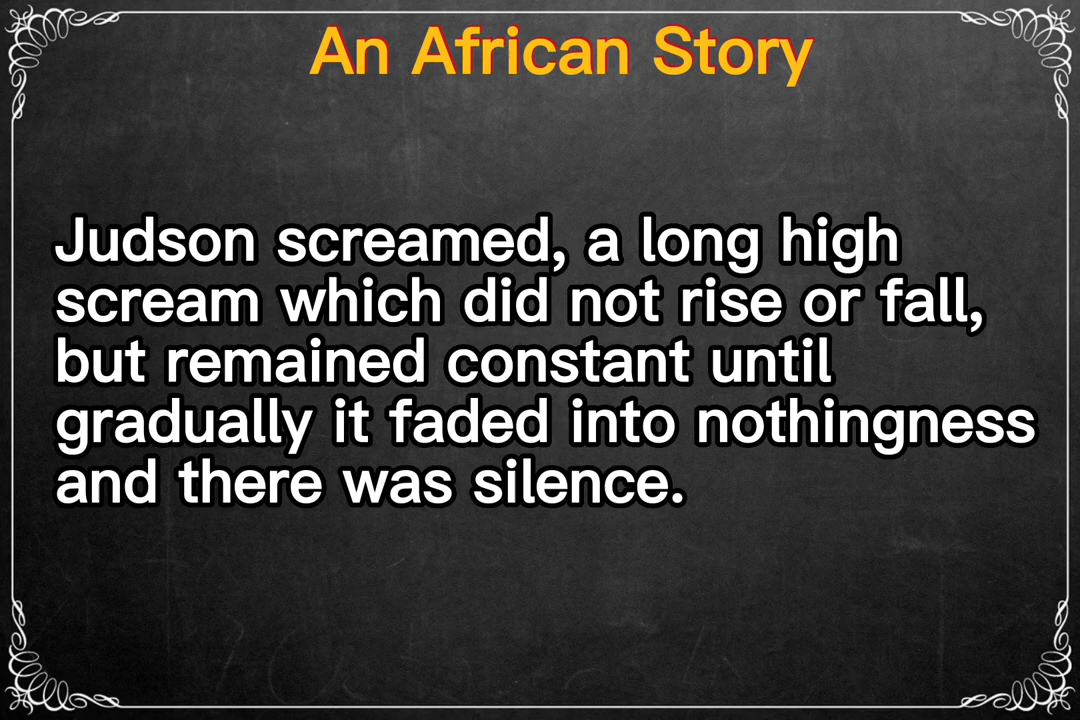 An African Story
Judson screamed, a long high
scream which did not rise or fall,
but remained constant until
gradually it faded into nothingness
and there was silence.